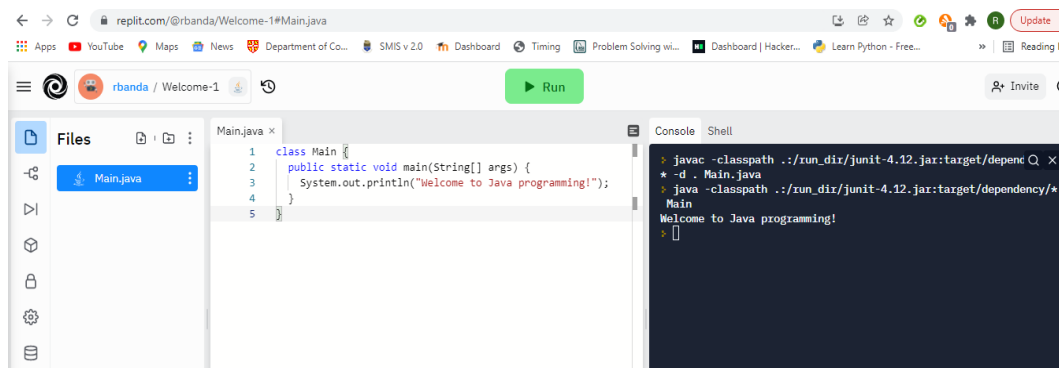 replit.com/@rbanda/Welcome-1#Main.java
R
Update
Apps
YouTube
Maps
News
Department of Co...
SMIS v 2.0
Dashboard
Timing
Problem Solving wi...
Dashboard | Hacker...
Learn Python - Free...
»
Reading
rbanda / Welcome-1
Run
Invite
Files
Main.java
Main.java ×
1 class Main {
2 public static void main(String[] args) {
3 System.out.println("Welcome to Java programming!");
4 }
5 }
Console Shell
> javac -classpath .:/run_dir/junit-4.12.jar:target/depend
* -d . Main.java
> java -classpath .:/run_dir/junit-4.12.jar:target/dependency/*
Main
Welcome to Java programming!
>